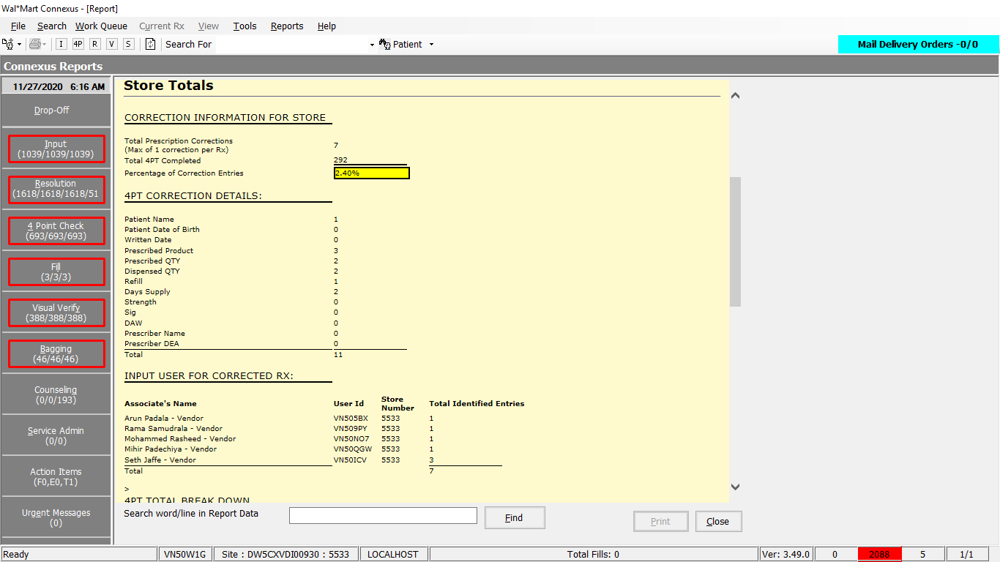 Wal*Mart Connexus - [Report]
File Search Work Queue Current Rx View Tools Reports Help
I 4P R V S Search For Patient Mail Delivery Orders -0/0
Connexus Reports
11/27/2020 6:16 AM
Drop-Off
Input
(1039/1039/1039)
Resolution
(1618/1618/1618/51
4 Point Check
(693/693/693)
Fill
(3/3/3)
Visual Verify
(388/388/388)
Bagging
(46/46/46)
Counseling
(0/0/193)
Service Admin
(0/0)
Action Items
(F0,E0,T1)
Urgent Messages
(0)
Store Totals
CORRECTION INFORMATION FOR STORE
Total Prescription Corrections
(Max of 1 correction per Rx) 7
Total 4PT Completed 292
Percentage of Correction Entries 2.40%
4PT CORRECTION DETAILS:
Patient Name 1
Patient Date of Birth 0
Written Date 0
Prescribed Product 3
Prescribed QTY 2
Dispensed QTY 2
Refill 1
Days Supply 2
Strength 0
Sig 0
DAW 0
Prescriber Name 0
Prescriber DEA 0
Total 11
INPUT USER FOR CORRECTED RX:
Associate's Name User Id Store Number Total Identified Entries
Arun Padala - Vendor VN505BX 5533 1
Rama Samudrala - Vendor VN509PY 5533 1
Mohammed Rasheed - Vendor VN50NO7 5533 1
Mihir Padechiya - Vendor VN50QGW 5533 1
Seth Jaffe - Vendor VN50ICV 5533 3
Total 7
>
4PT TOTAL BREAK DOWN
Search word/line in Report Data Find Print Close
Ready VN50W1G Site : DW5CXVDI00930 : 5533 LOCALHOST Total Fills: 0 Ver: 3.49.0 0 2088 5 1/1